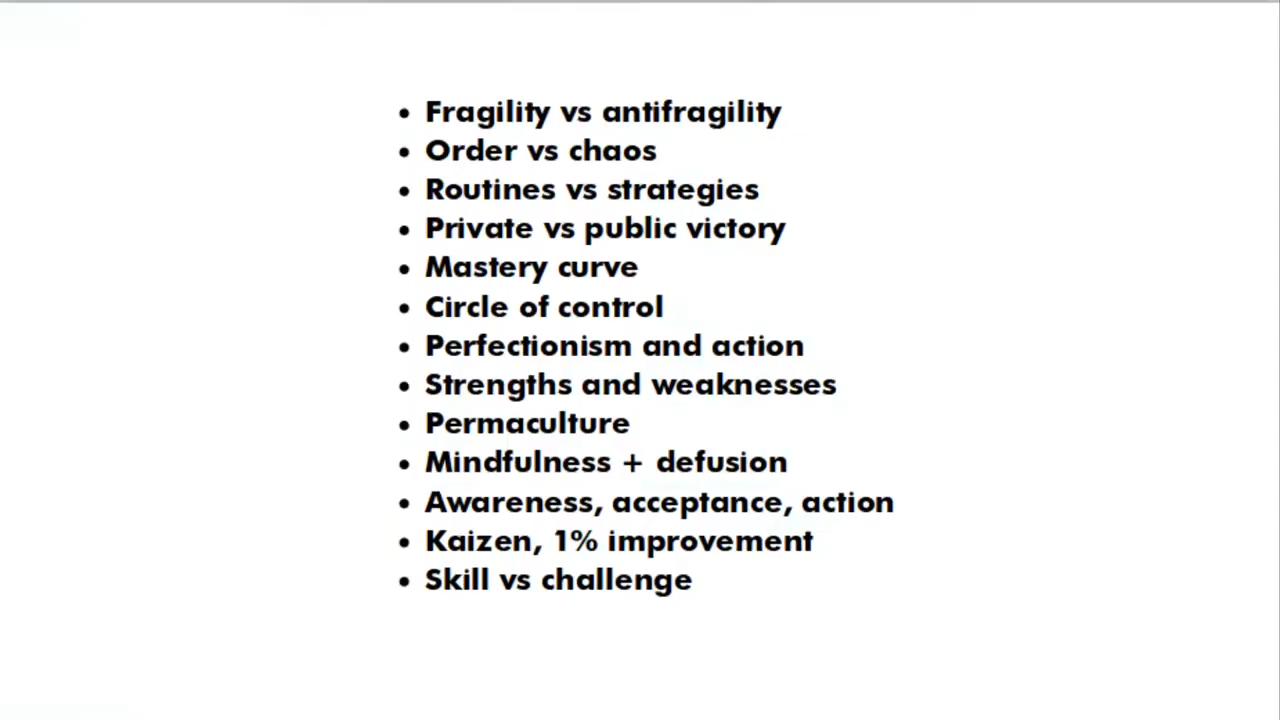 • Fragility vs antifragility
• Order vs chaos
• Routines vs strategies
• Private vs public victory
• Mastery curve
• Circle of control
• Perfectionism and action
• Strengths and weaknesses
• Permaculture
• Mindfulness + defusion
• Awareness, acceptance, action
• Kaizen, 1% improvement
• Skill vs challenge